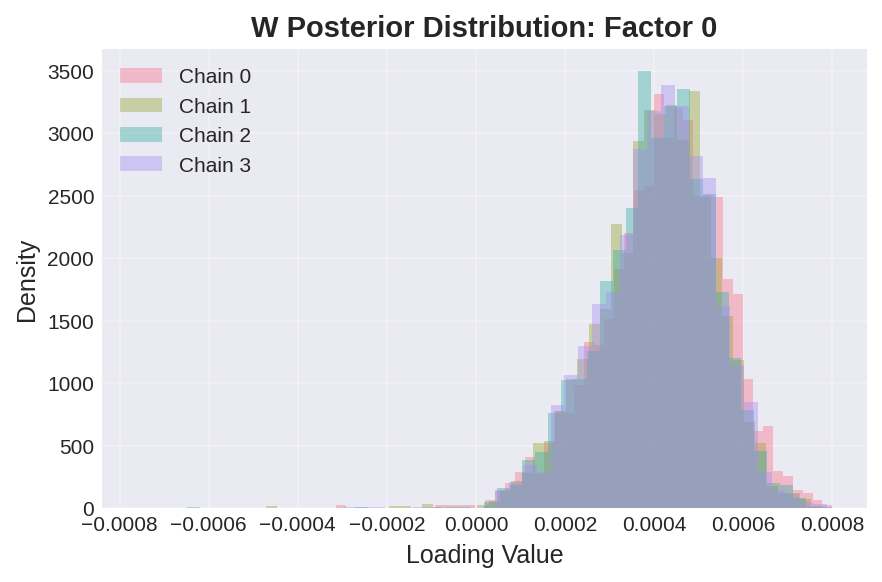 W Posterior Distribution: Factor 0
Chain 0
Chain 1
Chain 2
Chain 3
3500
3000
2500
2000
1500
1000
500
0
Density
−0.0008 −0.0006 −0.0004 −0.0002 0.0000 0.0002 0.0004 0.0006 0.0008
Loading Value